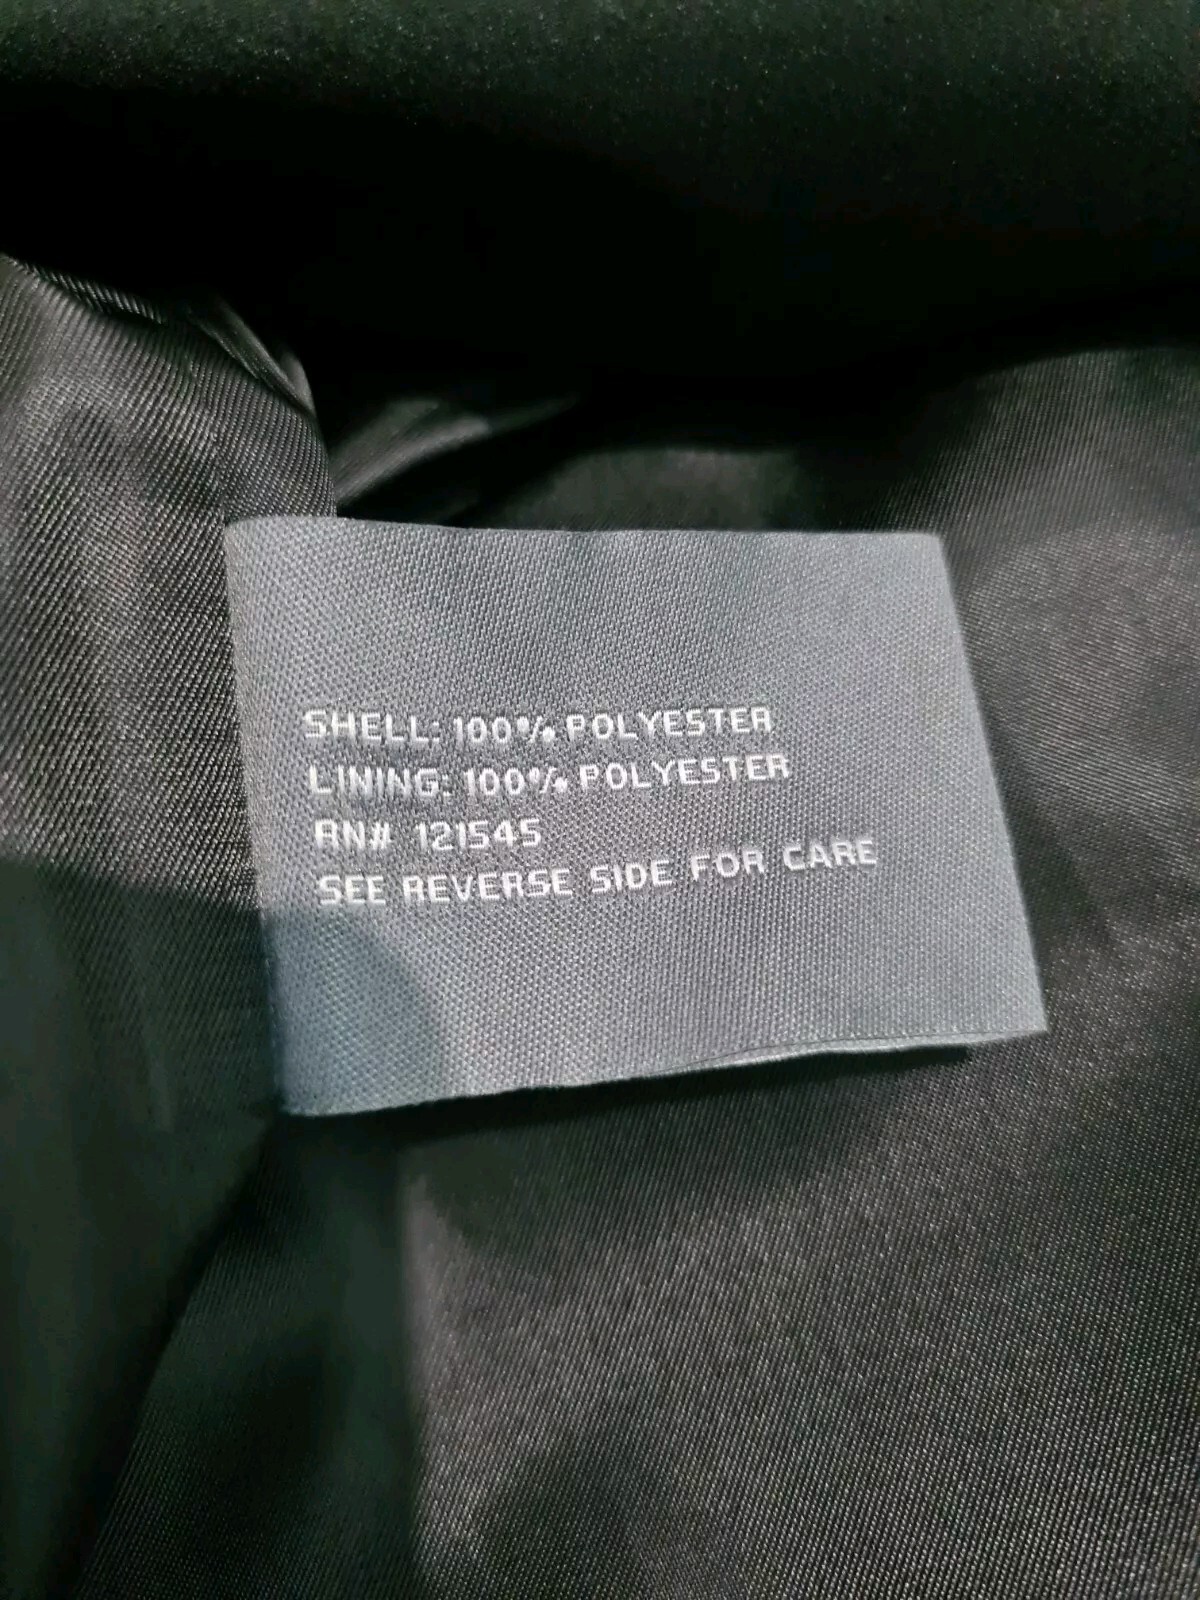 SHELL: 100% POLYESTER
LINING: 100% POLYESTER
RN# 121545
SEE REVERSE SIDE FOR CARE